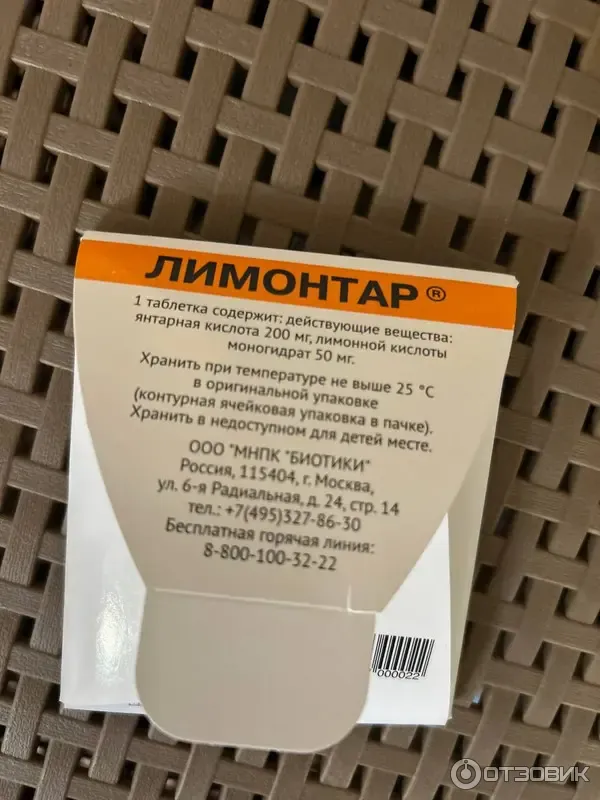 ЛИМОНТАР®
1 таблетка содержит: действующие вещества:
янтарная кислота 200 мг, лимонной кислоты
моногидрат 50 мг.
Хранить при температуре не выше 25 °C
в оригинальной упаковке
(контурная ячейковая упаковка в пачке).
Хранить в недоступном для детей месте.
ООО "МНПК "БИОТИКИ"
Россия, 115404, г. Москва,
ул. 6-я Радиальная, д. 24, стр. 14
тел.: +7(495)327-86-30
Бесплатная горячая линия:
8-800-100-32-22
000022
ОТЗОВИК